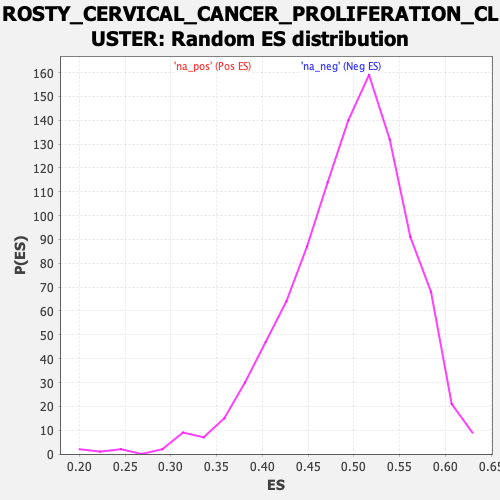 ROSTY_CERVICAL_CANCER_PROLIFERATION_CL
USTER: Random ES distribution
'na_pos' (Pos ES) 'na_neg' (Neg ES)
160
150
140
130
120
110
100
90
80
70
60
50
40
30
20
10
0
P(ES)
0.20 0.25 0.30 0.35 0.40 0.45 0.50 0.55 0.60 0.65
ES